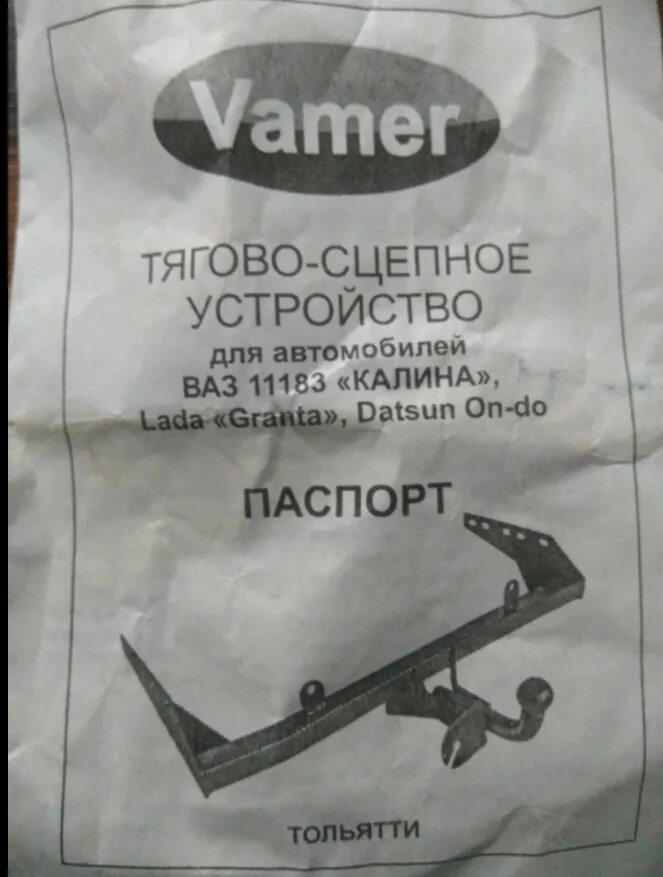 Vamer
ТЯГОВО-СЦЕПНОЕ
УСТРОЙСТВО
для автомобилей
ВАЗ 11183 «КАЛИНА»,
Lada «Granta», Datsun On-do
ПАСПОРТ
ТОЛЬЯТТИ